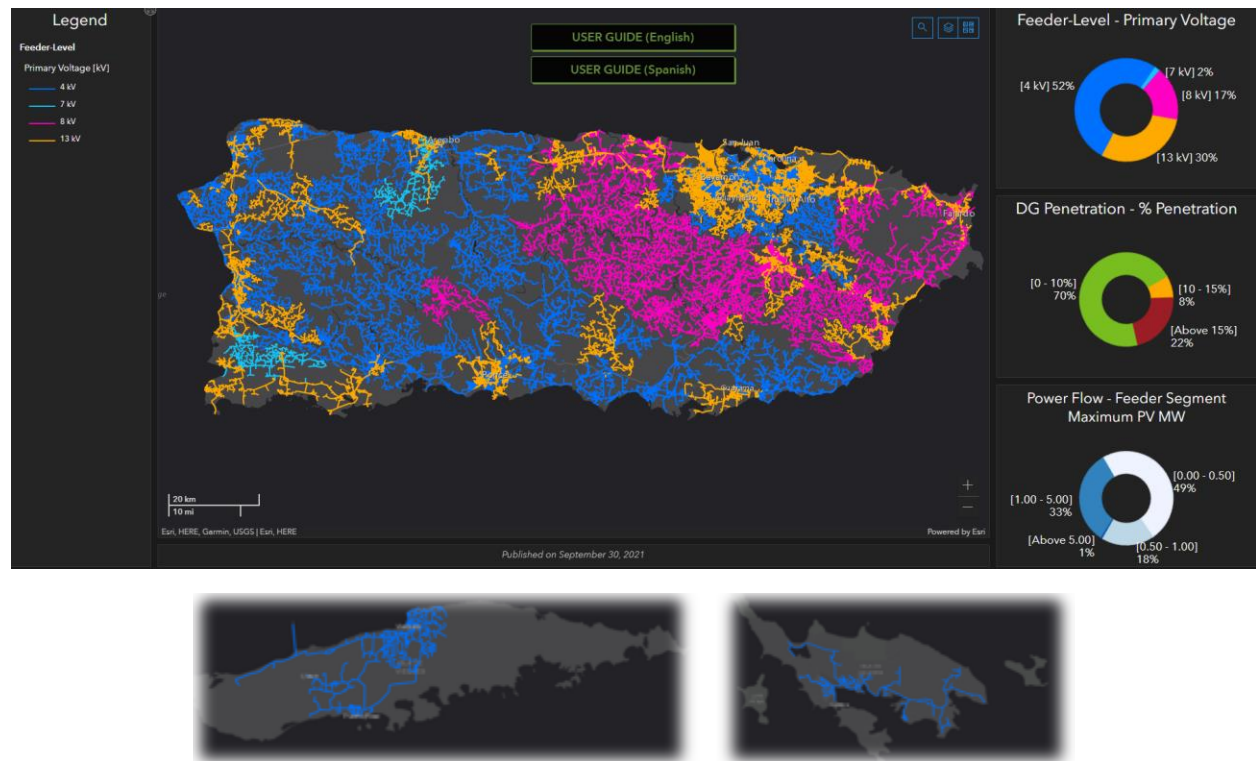 Legend
Feeder-Level
Primary Voltage [kV]
4 kV
7 kV
8 kV
13 kV
USER GUIDE (English)
USER GUIDE (Spanish)
Arecibo
San Juan
Carolina
Bayamon
Fajardo
Ponce
Guayama
20 km
10 mi
Esri, HERE, Garmin, USGS | Esri, HERE
Powered by Esri
Published on September 30, 2021
Feeder-Level - Primary Voltage
[4 kV] 52%
[7 kV] 2%
[8 kV] 17%
[13 kV] 30%
DG Penetration - % Penetration
[0 - 10%]
70%
[10 - 15%]
8%
[Above 15%]
22%
Power Flow - Feeder Segment
Maximum PV MW
[0.00 - 0.50]
49%
[1.00 - 5.00]
33%
[Above 5.00]
1%
[0.50 - 1.00]
18%